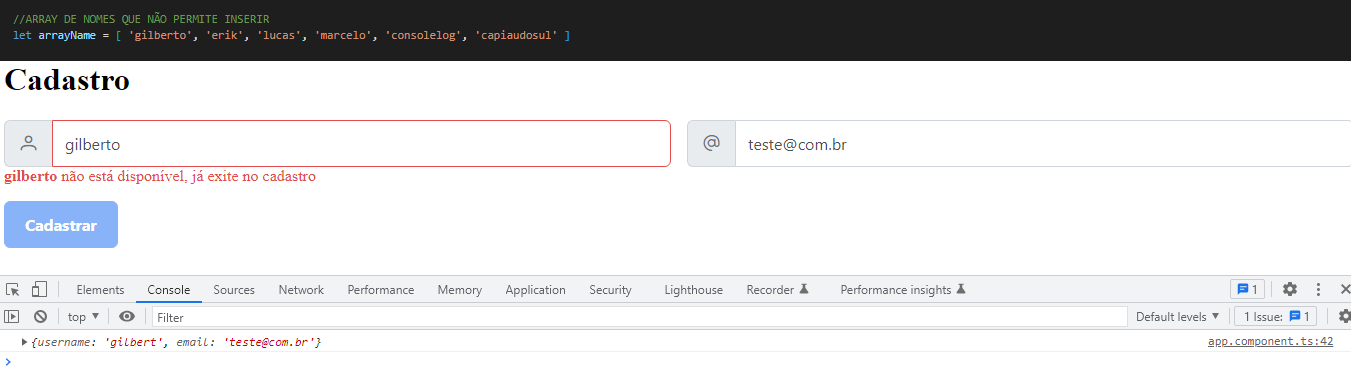 //ARRAY DE NOMES QUE NÃO PERMITE INSERIR
let arrayName = [ 'gilberto', 'erik', 'lucas', 'marcelo', 'consolelog', 'capiaudosul' ]
Cadastro
gilberto
@ teste@com.br
gilberto não está disponível, já exite no cadastro
Cadastrar
Elements Console Sources Network Performance Memory Application Security Lighthouse Recorder Performance insights 1
top Filter Default levels 1 Issue: 1
{username: 'gilbert', email: 'teste@com.br'} app.component.ts:42